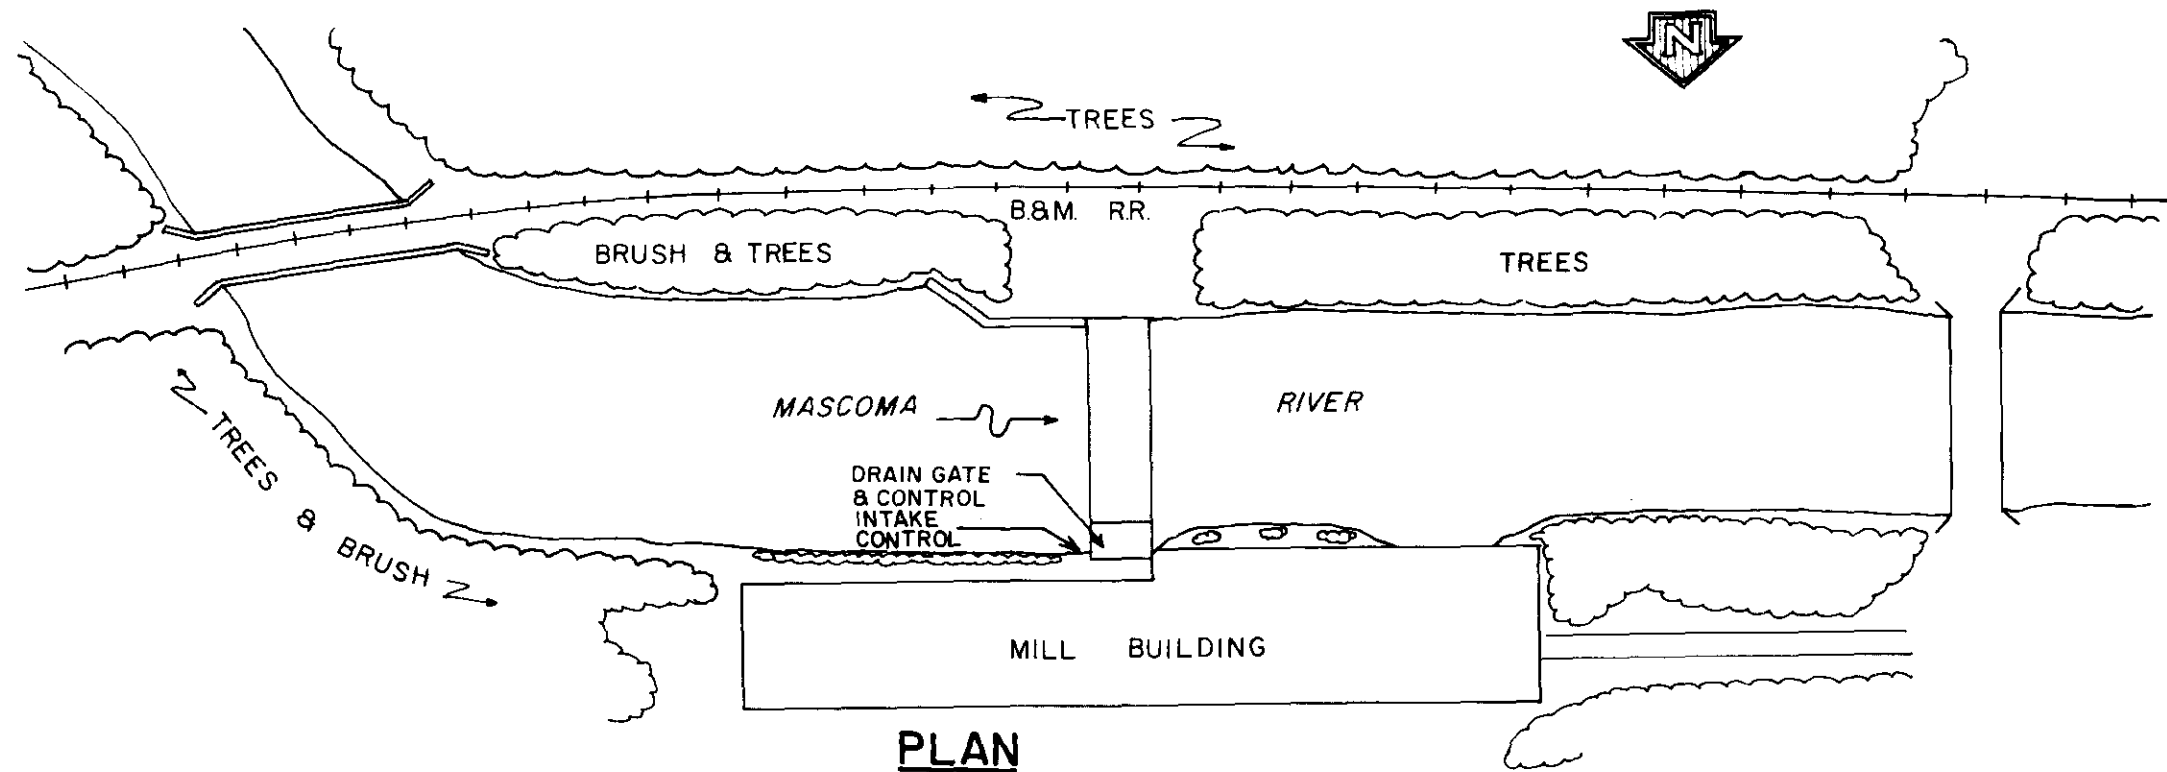 N
TREES
B.&M. R.R.
BRUSH & TREES
TREES
MASCOMA
RIVER
TREES & BRUSH
DRAIN GATE
& CONTROL
INTAKE
CONTROL
MILL BUILDING
PLAN